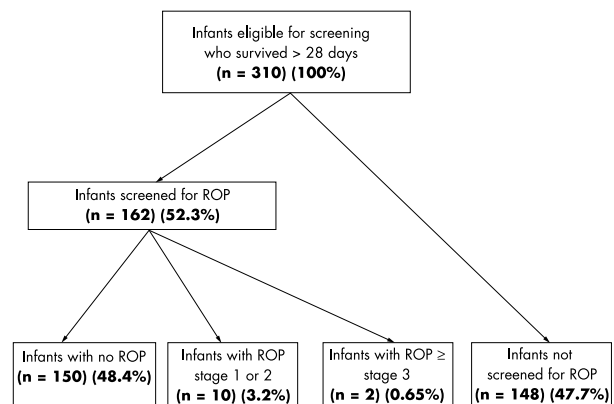 Infants eligible for screening
who survived > 28 days
(n = 310) (100%)
Infants screened for ROP
(n = 162) (52.3%)
Infants with no ROP
(n = 150) (48.4%)
Infants with ROP
stage 1 or 2
(n = 10) (3.2%)
Infants with ROP ≥
stage 3
(n = 2) (0.65%)
Infants not
screened for ROP
(n = 148) (47.7%)